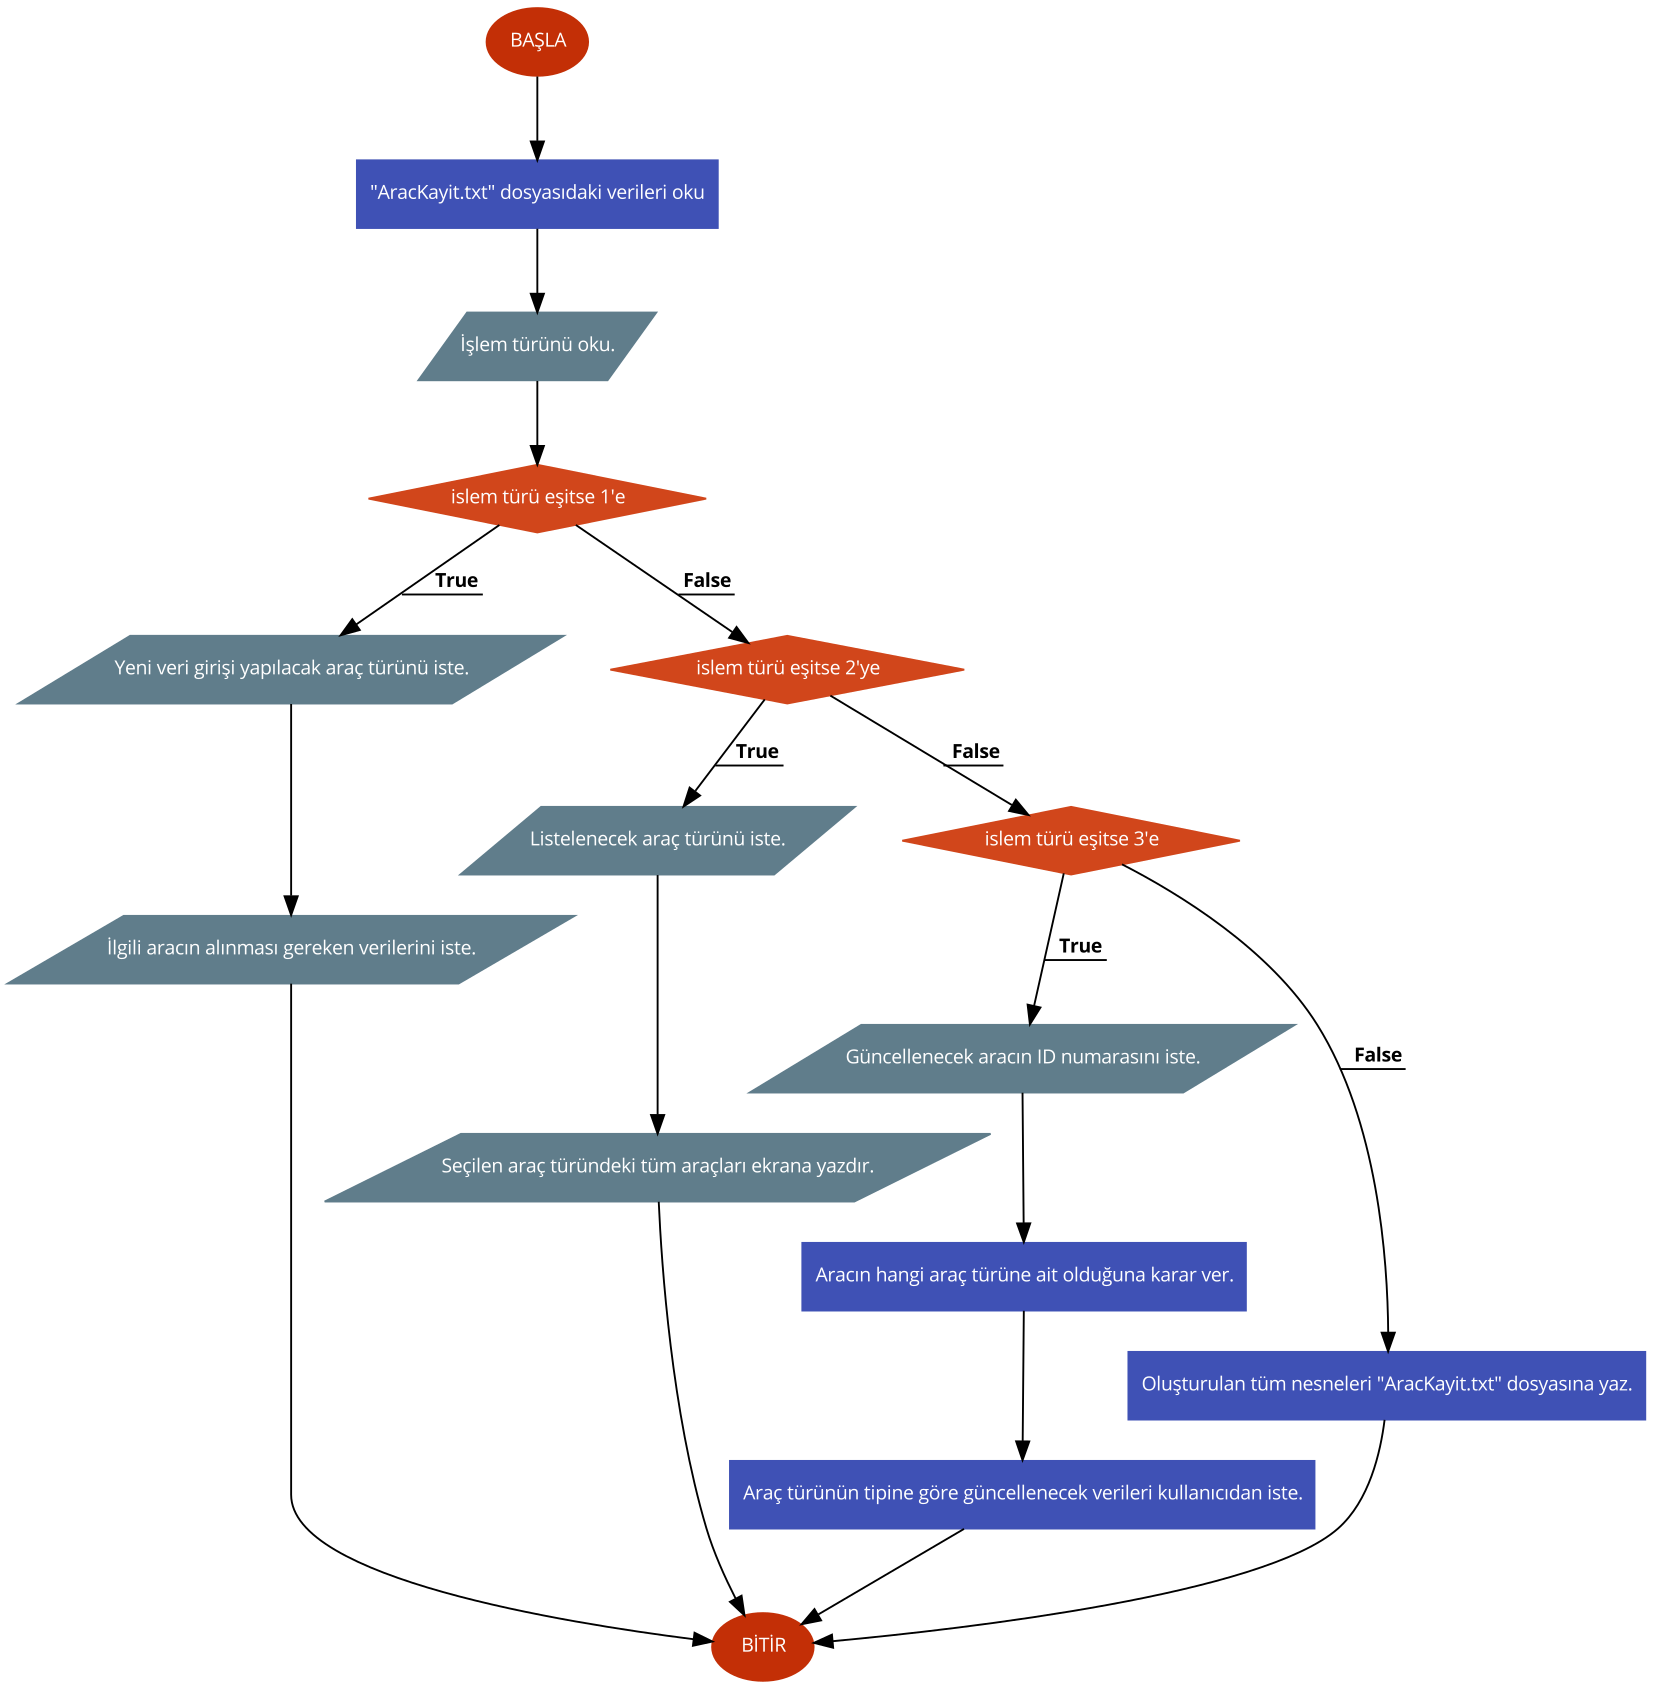 BAŞLA
"AracKayit.txt" dosyasıdaki verileri oku
İşlem türünü oku.
islem türü eşitse 1'e
True
False
Yeni veri girişi yapılacak araç türünü iste.
islem türü eşitse 2'ye
True
False
Listelenecek araç türünü iste.
islem türü eşitse 3'e
İlgili aracın alınması gereken verilerini iste.
True
Güncellenecek aracın ID numarasını iste.
False
Seçilen araç türündeki tüm araçları ekrana yazdır.
Aracın hangi araç türüne ait olduğuna karar ver.
Oluşturulan tüm nesneleri "AracKayit.txt" dosyasına yaz.
Araç türünün tipine göre güncellenecek verileri kullanıcıdan iste.
BİTİR